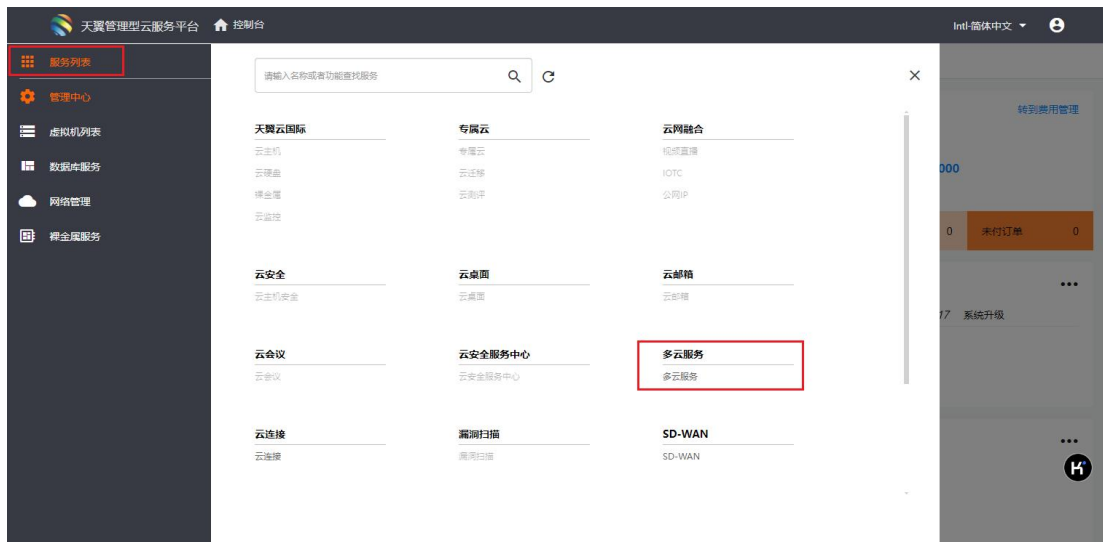 天翼管理型云服务平台 控制台 Intl-简体中文
服务列表
管理中心
虚拟机列表
数据库服务
网络管理
裸金属服务
请输入名称或者功能查找服务
天翼云国际 专属云 云网融合
云主机 专属云 视频直播
云硬盘 云迁移 IOTC
裸金属 云测评 公网IP
云监控
云安全 云桌面 云邮箱
云主机安全 云桌面 云邮箱
云会议 云安全服务中心 多云服务
云会议 云安全服务中心 多云服务
云连接 漏洞扫描 SD-WAN
云连接 漏洞扫描 SD-WAN
转到费用管理
000
0 未付订单 0
17 系统升级